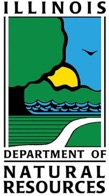 ILLINOIS
DEPARTMENT OF
NATURAL
RESOURCES